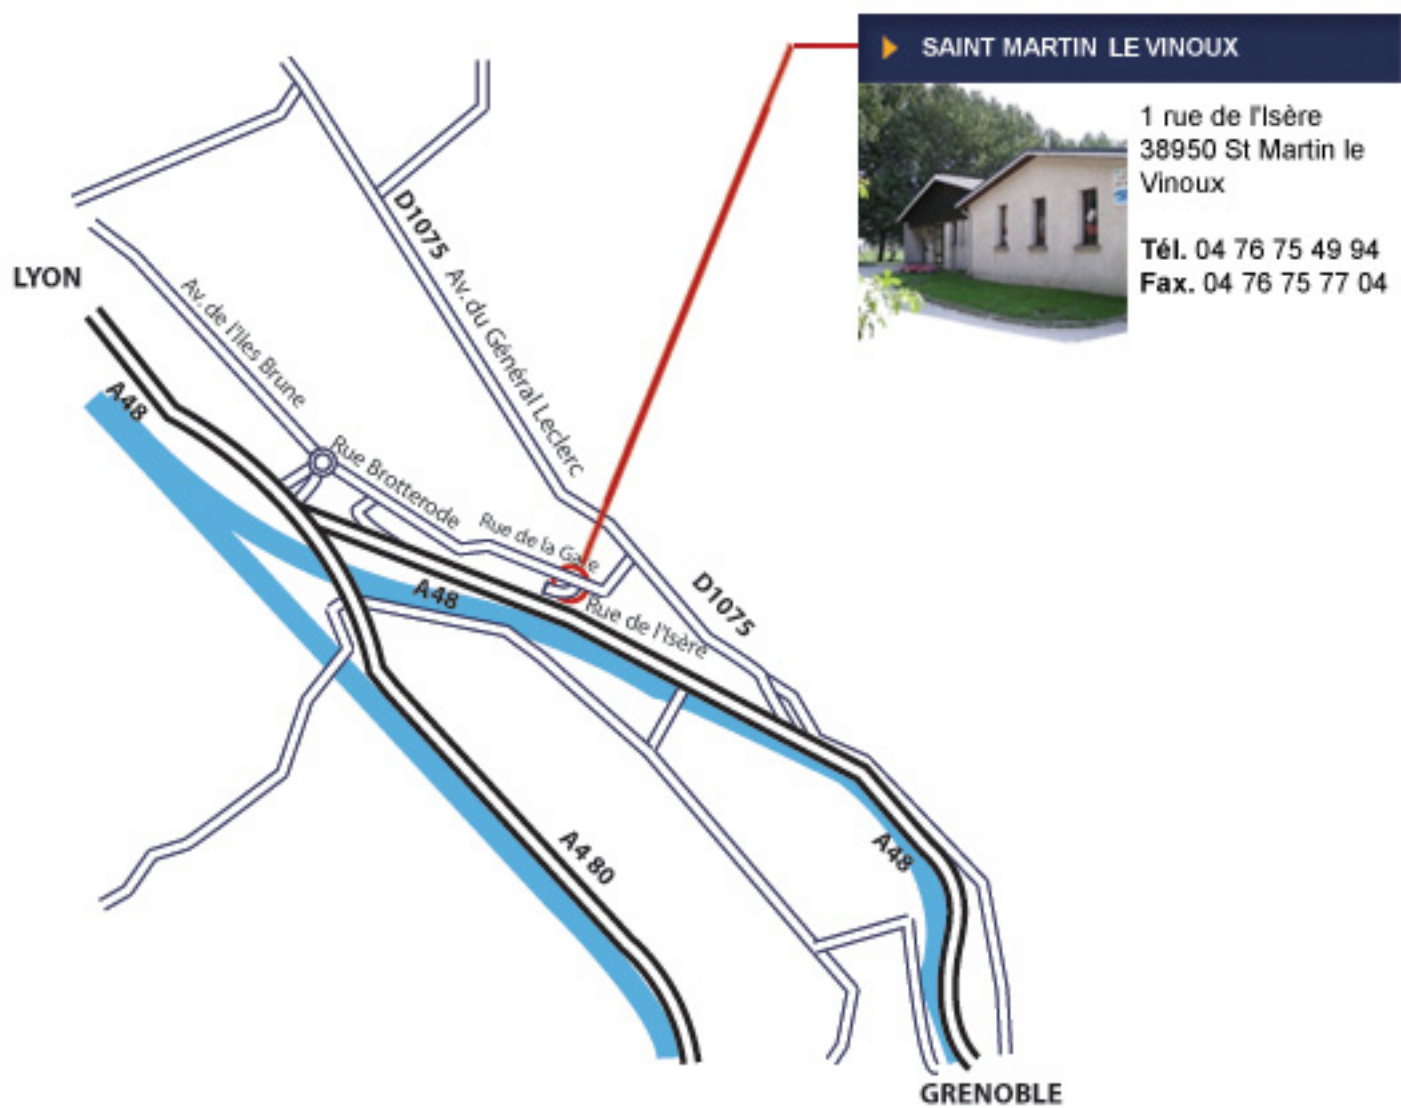 SAINT MARTIN LE VINOUX
1 rue de l'Isère
38950 St Martin le
Vinoux
Tél. 04 76 75 49 94
Fax. 04 76 75 77 04
D1075
Av. du Général Leclerc
LYON
Av. de l'Iles Brune
A48
Rue Brotterode
Rue de la Gare
A48
Rue de l'Isère
D1075
A480
A48
GRENOBLE